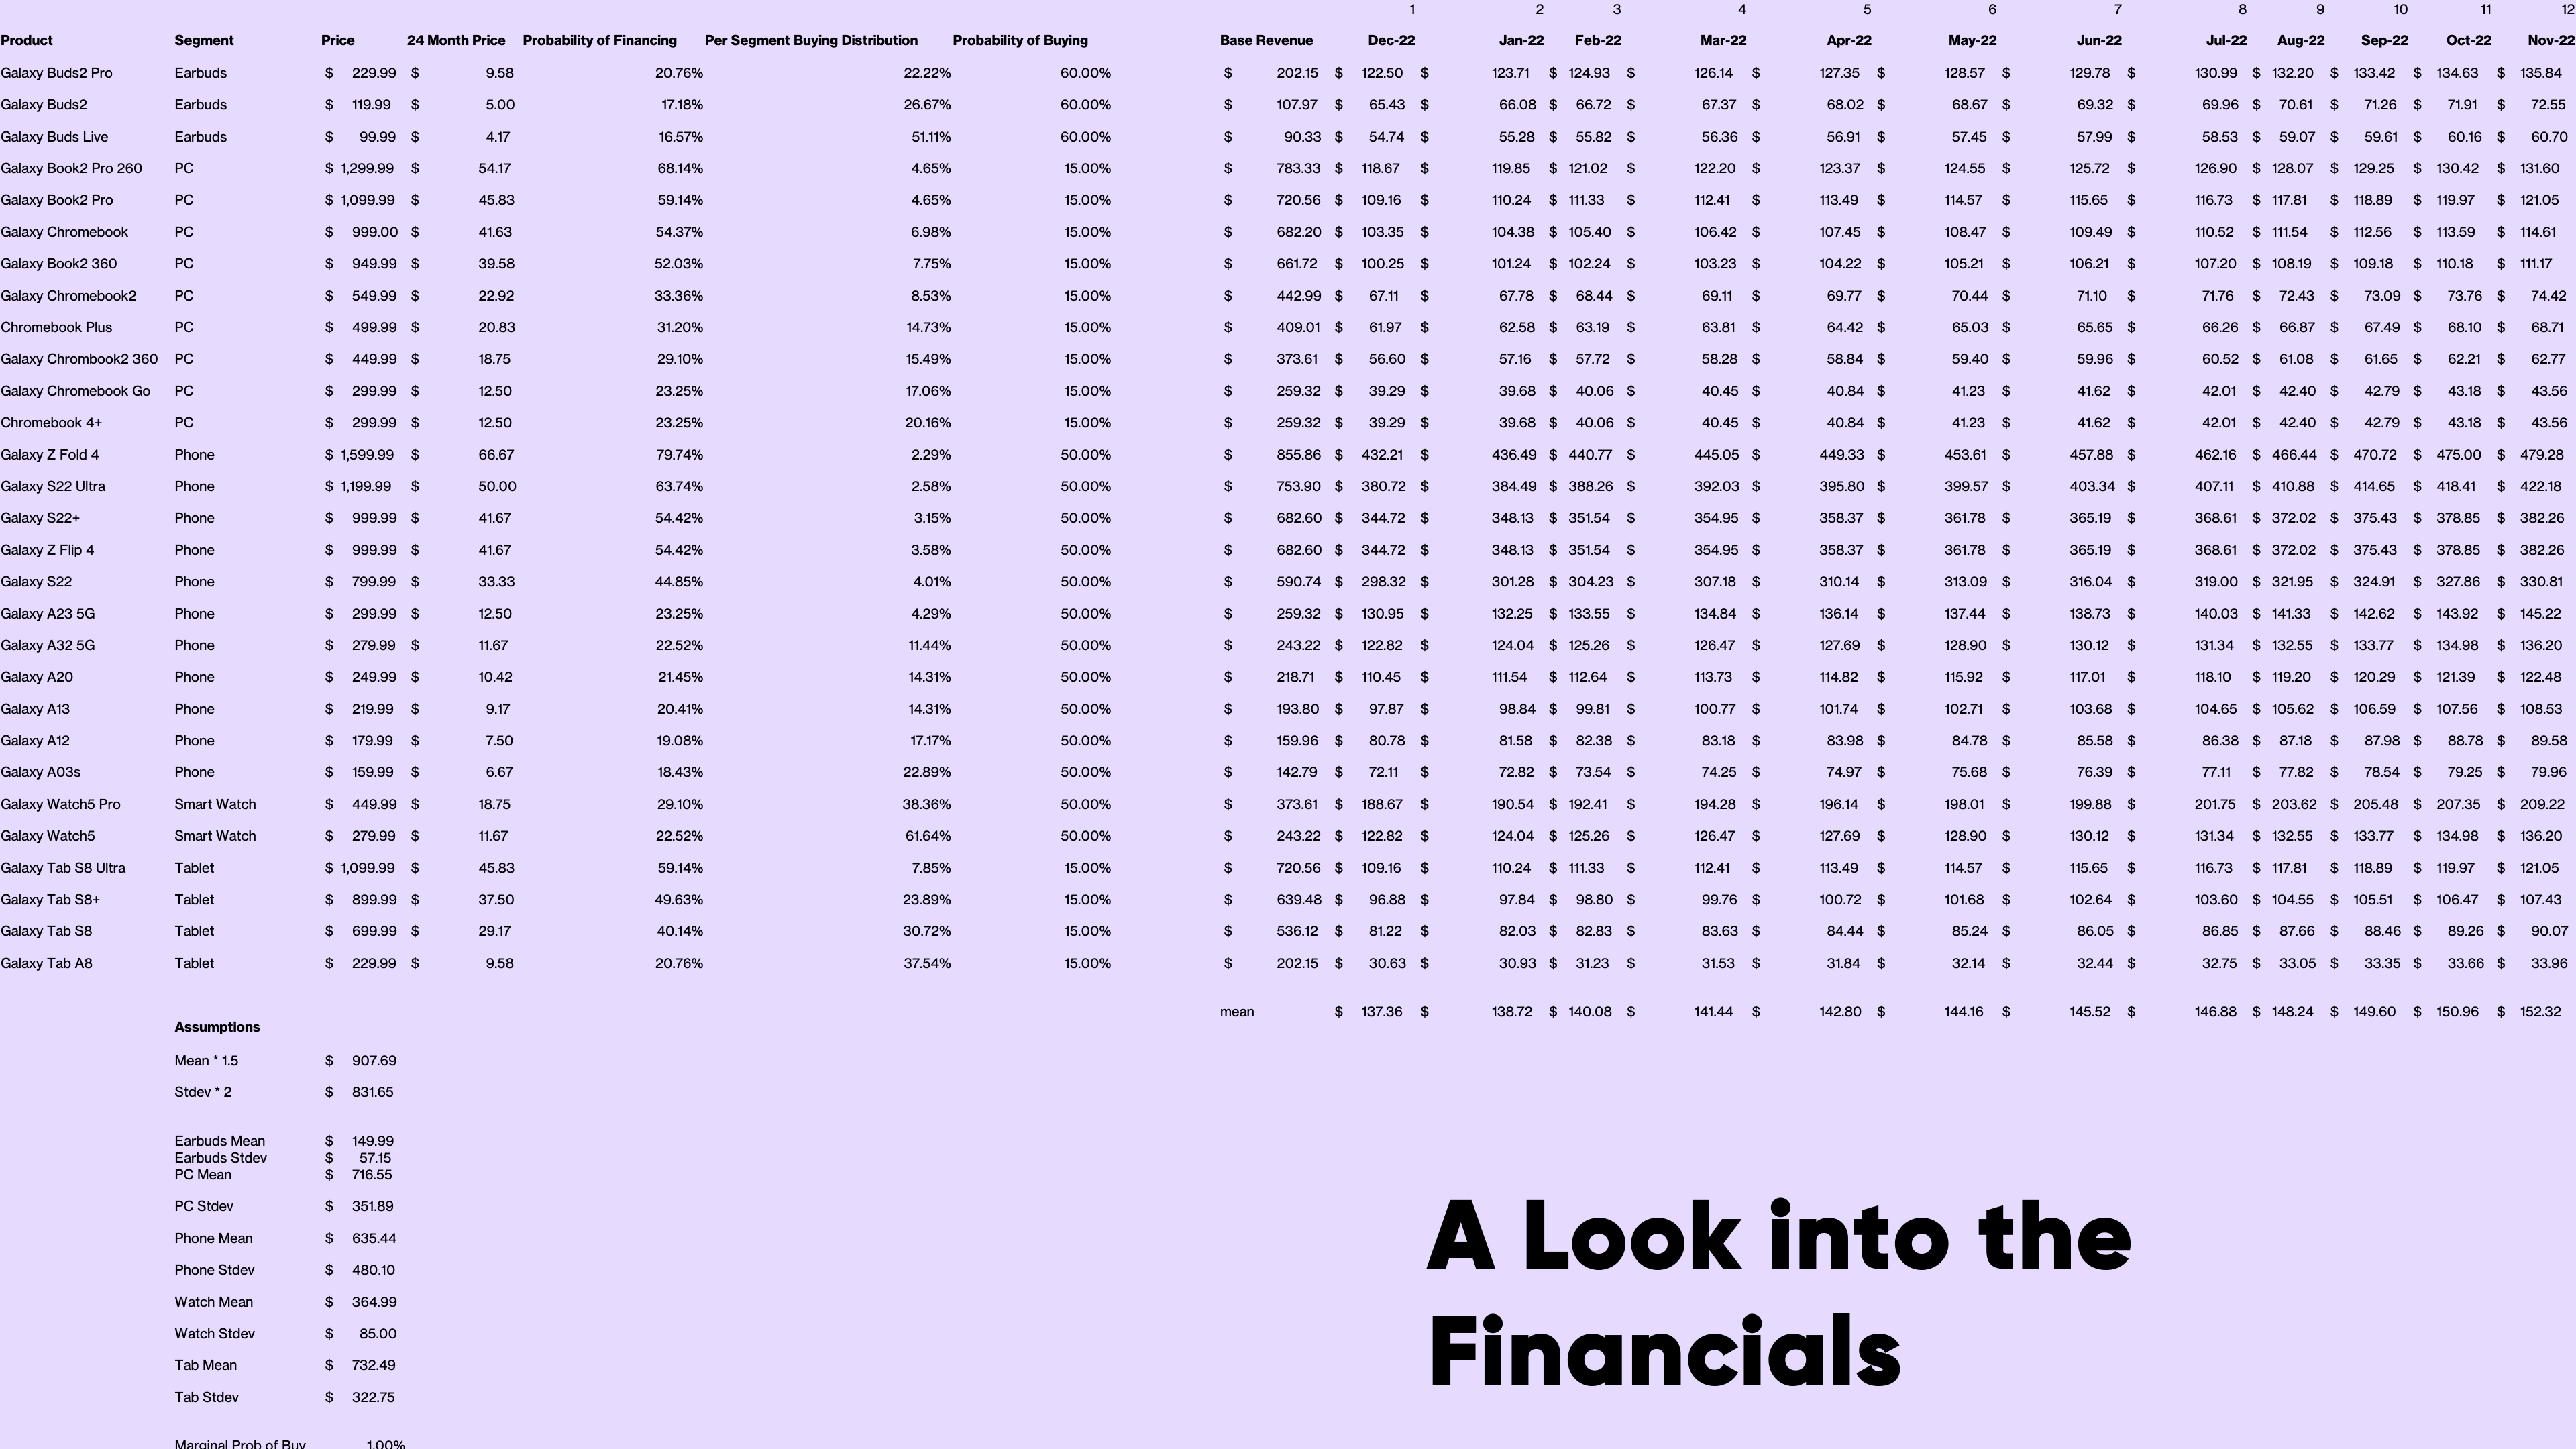 1 2 3 4 5 6 7 8 9 10 11 12
Product Segment Price 24 Month Price Probability of Financing Per Segment Buying Distribution Probability of Buying Base Revenue Dec-22 Jan-22 Feb-22 Mar-22 Apr-22 May-22 Jun-22 Jul-22 Aug-22 Sep-22 Oct-22 Nov-22
Galaxy Buds2 Pro Earbuds $ 229.99 $ 9.58 20.76% 22.22% 60.00% $ 202.15 $ 122.50 $ 123.71 $ 124.93 $ 126.14 $ 127.35 $ 128.57 $ 129.78 $ 130.99 $ 132.20 $ 133.42 $ 134.63 $ 135.84
Galaxy Buds2 Earbuds $ 119.99 $ 5.00 17.18% 26.67% 60.00% $ 107.97 $ 65.43 $ 66.08 $ 66.72 $ 67.37 $ 68.02 $ 68.67 $ 69.32 $ 69.96 $ 70.61 $ 71.26 $ 71.91 $ 72.55
Galaxy Buds Live Earbuds $ 99.99 $ 4.17 16.57% 51.11% 60.00% $ 90.33 $ 54.74 $ 55.28 $ 55.82 $ 56.36 $ 56.91 $ 57.45 $ 57.99 $ 58.53 $ 59.07 $ 59.61 $ 60.16 $ 60.70
Galaxy Book2 Pro 260 PC $ 1,299.99 $ 54.17 68.14% 4.65% 15.00% $ 783.33 $ 118.67 $ 119.85 $ 121.02 $ 122.20 $ 123.37 $ 124.55 $ 125.72 $ 126.90 $ 128.07 $ 129.25 $ 130.42 $ 131.60
Galaxy Book2 Pro PC $ 1,099.99 $ 45.83 59.14% 4.65% 15.00% $ 720.56 $ 109.16 $ 110.24 $ 111.33 $ 112.41 $ 113.49 $ 114.57 $ 115.65 $ 116.73 $ 117.81 $ 118.89 $ 119.97 $ 121.05
Galaxy Chromebook PC $ 999.00 $ 41.63 54.37% 6.98% 15.00% $ 682.20 $ 103.35 $ 104.38 $ 105.40 $ 106.42 $ 107.45 $ 108.47 $ 109.49 $ 110.52 $ 111.54 $ 112.56 $ 113.59 $ 114.61
Galaxy Book2 360 PC $ 949.99 $ 39.58 52.03% 7.75% 15.00% $ 661.72 $ 100.25 $ 101.24 $ 102.24 $ 103.23 $ 104.22 $ 105.21 $ 106.21 $ 107.20 $ 108.19 $ 109.18 $ 110.18 $ 111.17
Galaxy Chromebook2 PC $ 549.99 $ 22.92 33.36% 8.53% 15.00% $ 442.99 $ 67.11 $ 67.78 $ 68.44 $ 69.11 $ 69.77 $ 70.44 $ 71.10 $ 71.76 $ 72.43 $ 73.09 $ 73.76 $ 74.42
Chromebook Plus PC $ 499.99 $ 20.83 31.20% 14.73% 15.00% $ 409.01 $ 61.97 $ 62.58 $ 63.19 $ 63.81 $ 64.42 $ 65.03 $ 65.65 $ 66.26 $ 66.87 $ 67.49 $ 68.10 $ 68.71
Galaxy Chrombook2 360 PC $ 449.99 $ 18.75 29.10% 15.49% 15.00% $ 373.61 $ 56.60 $ 57.16 $ 57.72 $ 58.28 $ 58.84 $ 59.40 $ 59.96 $ 60.52 $ 61.08 $ 61.65 $ 62.21 $ 62.77
Galaxy Chromebook Go PC $ 299.99 $ 12.50 23.25% 17.06% 15.00% $ 259.32 $ 39.29 $ 39.68 $ 40.06 $ 40.45 $ 40.84 $ 41.23 $ 41.62 $ 42.01 $ 42.40 $ 42.79 $ 43.18 $ 43.56
Chromebook 4+ PC $ 299.99 $ 12.50 23.25% 20.16% 15.00% $ 259.32 $ 39.29 $ 39.68 $ 40.06 $ 40.45 $ 40.84 $ 41.23 $ 41.62 $ 42.01 $ 42.40 $ 42.79 $ 43.18 $ 43.56
Galaxy Z Fold 4 Phone $ 1,599.99 $ 66.67 79.74% 2.29% 50.00% $ 855.86 $ 432.21 $ 436.49 $ 440.77 $ 445.05 $ 449.33 $ 453.61 $ 457.88 $ 462.16 $ 466.44 $ 470.72 $ 475.00 $ 479.28
Galaxy S22 Ultra Phone $ 1,199.99 $ 50.00 63.74% 2.58% 50.00% $ 753.90 $ 380.72 $ 384.49 $ 388.26 $ 392.03 $ 395.80 $ 399.57 $ 403.34 $ 407.11 $ 410.88 $ 414.65 $ 418.41 $ 422.18
Galaxy S22+ Phone $ 999.99 $ 41.67 54.42% 3.15% 50.00% $ 682.60 $ 344.72 $ 348.13 $ 351.54 $ 354.95 $ 358.37 $ 361.78 $ 365.19 $ 368.61 $ 372.02 $ 375.43 $ 378.85 $ 382.26
Galaxy Z Flip 4 Phone $ 999.99 $ 41.67 54.42% 3.58% 50.00% $ 682.60 $ 344.72 $ 348.13 $ 351.54 $ 354.95 $ 358.37 $ 361.78 $ 365.19 $ 368.61 $ 372.02 $ 375.43 $ 378.85 $ 382.26
Galaxy S22 Phone $ 799.99 $ 33.33 44.85% 4.01% 50.00% $ 590.74 $ 298.32 $ 301.28 $ 304.23 $ 307.18 $ 310.14 $ 313.09 $ 316.04 $ 319.00 $ 321.95 $ 324.91 $ 327.86 $ 330.81
Galaxy A23 5G Phone $ 299.99 $ 12.50 23.25% 4.29% 50.00% $ 259.32 $ 130.95 $ 132.25 $ 133.55 $ 134.84 $ 136.14 $ 137.44 $ 138.73 $ 140.03 $ 141.33 $ 142.62 $ 143.92 $ 145.22
Galaxy A32 5G Phone $ 279.99 $ 11.67 22.52% 11.44% 50.00% $ 243.22 $ 122.82 $ 124.04 $ 125.26 $ 126.47 $ 127.69 $ 128.90 $ 130.12 $ 131.34 $ 132.55 $ 133.77 $ 134.98 $ 136.20
Galaxy A20 Phone $ 249.99 $ 10.42 21.45% 14.31% 50.00% $ 218.71 $ 110.45 $ 111.54 $ 112.64 $ 113.73 $ 114.82 $ 115.92 $ 117.01 $ 118.10 $ 119.20 $ 120.29 $ 121.39 $ 122.48
Galaxy A13 Phone $ 219.99 $ 9.17 20.41% 14.31% 50.00% $ 193.80 $ 97.87 $ 98.84 $ 99.81 $ 100.77 $ 101.74 $ 102.71 $ 103.68 $ 104.65 $ 105.62 $ 106.59 $ 107.56 $ 108.53
Galaxy A12 Phone $ 179.99 $ 7.50 19.08% 17.17% 50.00% $ 159.96 $ 80.78 $ 81.58 $ 82.38 $ 83.18 $ 83.98 $ 84.78 $ 85.58 $ 86.38 $ 87.18 $ 87.98 $ 88.78 $ 89.58
Galaxy A03s Phone $ 159.99 $ 6.67 18.43% 22.89% 50.00% $ 142.79 $ 72.11 $ 72.82 $ 73.54 $ 74.25 $ 74.97 $ 75.68 $ 76.39 $ 77.11 $ 77.82 $ 78.54 $ 79.25 $ 79.96
Galaxy Watch5 Pro Smart Watch $ 449.99 $ 18.75 29.10% 38.36% 50.00% $ 373.61 $ 188.67 $ 190.54 $ 192.41 $ 194.28 $ 196.14 $ 198.01 $ 199.88 $ 201.75 $ 203.62 $ 205.48 $ 207.35 $ 209.22
Galaxy Watch5 Smart Watch $ 279.99 $ 11.67 22.52% 61.64% 50.00% $ 243.22 $ 122.82 $ 124.04 $ 125.26 $ 126.47 $ 127.69 $ 128.90 $ 130.12 $ 131.34 $ 132.55 $ 133.77 $ 134.98 $ 136.20
Galaxy Tab S8 Ultra Tablet $ 1,099.99 $ 45.83 59.14% 7.85% 15.00% $ 720.56 $ 109.16 $ 110.24 $ 111.33 $ 112.41 $ 113.49 $ 114.57 $ 115.65 $ 116.73 $ 117.81 $ 118.89 $ 119.97 $ 121.05
Galaxy Tab S8+ Tablet $ 899.99 $ 37.50 49.63% 23.89% 15.00% $ 639.48 $ 96.88 $ 97.84 $ 98.80 $ 99.76 $ 100.72 $ 101.68 $ 102.64 $ 103.60 $ 104.55 $ 105.51 $ 106.47 $ 107.43
Galaxy Tab S8 Tablet $ 699.99 $ 29.17 40.14% 30.72% 15.00% $ 536.12 $ 81.22 $ 82.03 $ 82.83 $ 83.63 $ 84.44 $ 85.24 $ 86.05 $ 86.85 $ 87.66 $ 88.46 $ 89.26 $ 90.07
Galaxy Tab A8 Tablet $ 229.99 $ 9.58 20.76% 37.54% 15.00% $ 202.15 $ 30.63 $ 30.93 $ 31.23 $ 31.53 $ 31.84 $ 32.14 $ 32.44 $ 32.75 $ 33.05 $ 33.35 $ 33.66 $ 33.96
mean $ 137.36 $ 138.72 $ 140.08 $ 141.44 $ 142.80 $ 144.16 $ 145.52 $ 146.88 $ 148.24 $ 149.60 $ 150.96 $ 152.32
Assumptions
Mean * 1.5 $ 907.69
Stdev * 2 $ 831.65
Earbuds Mean $ 149.99
Earbuds Stdev $ 57.15
PC Mean $ 716.55
PC Stdev $ 351.89
Phone Mean $ 635.44
Phone Stdev $ 480.10
Watch Mean $ 364.99
Watch Stdev $ 85.00
Tab Mean $ 732.49
Tab Stdev $ 322.75
Marginal Prob of Buy 1.00%
A Look into the
Financials